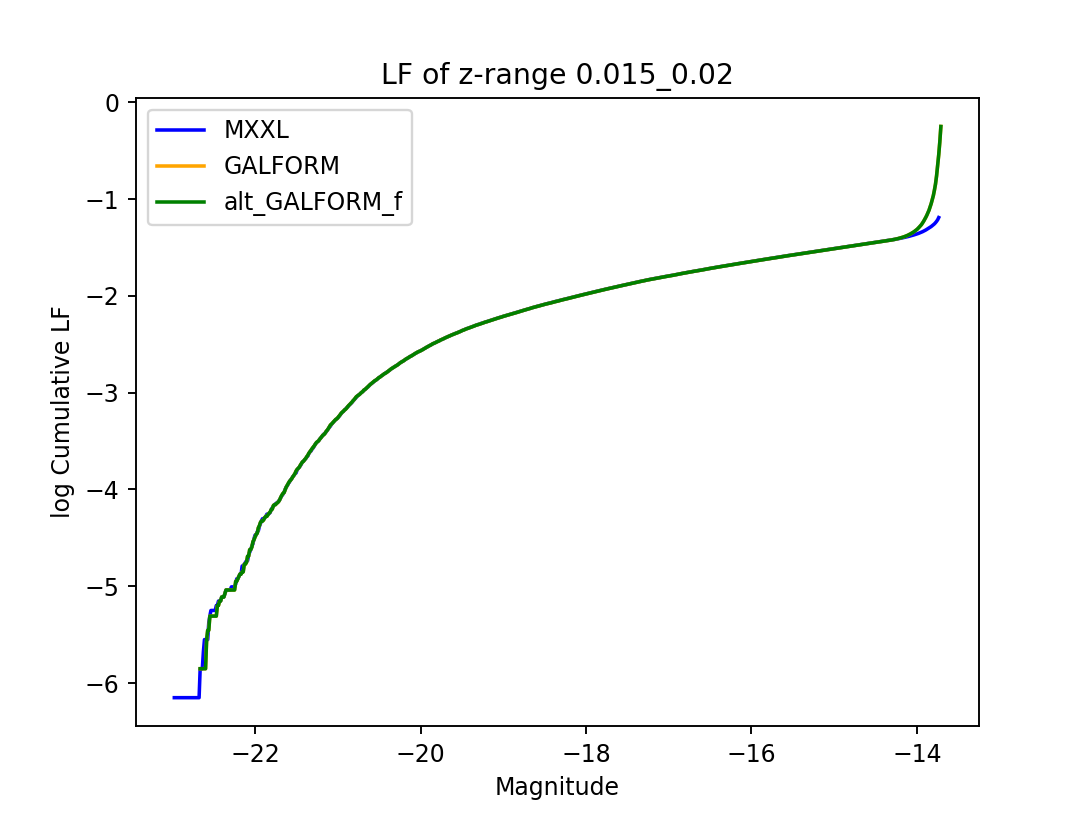 LF of z-range 0.015_0.02
MXXL
GALFORM
alt_GALFORM_f
log Cumulative LF
0
−1
−2
−3
−4
−5
−6
−22
−20
−18
−16
−14
Magnitude